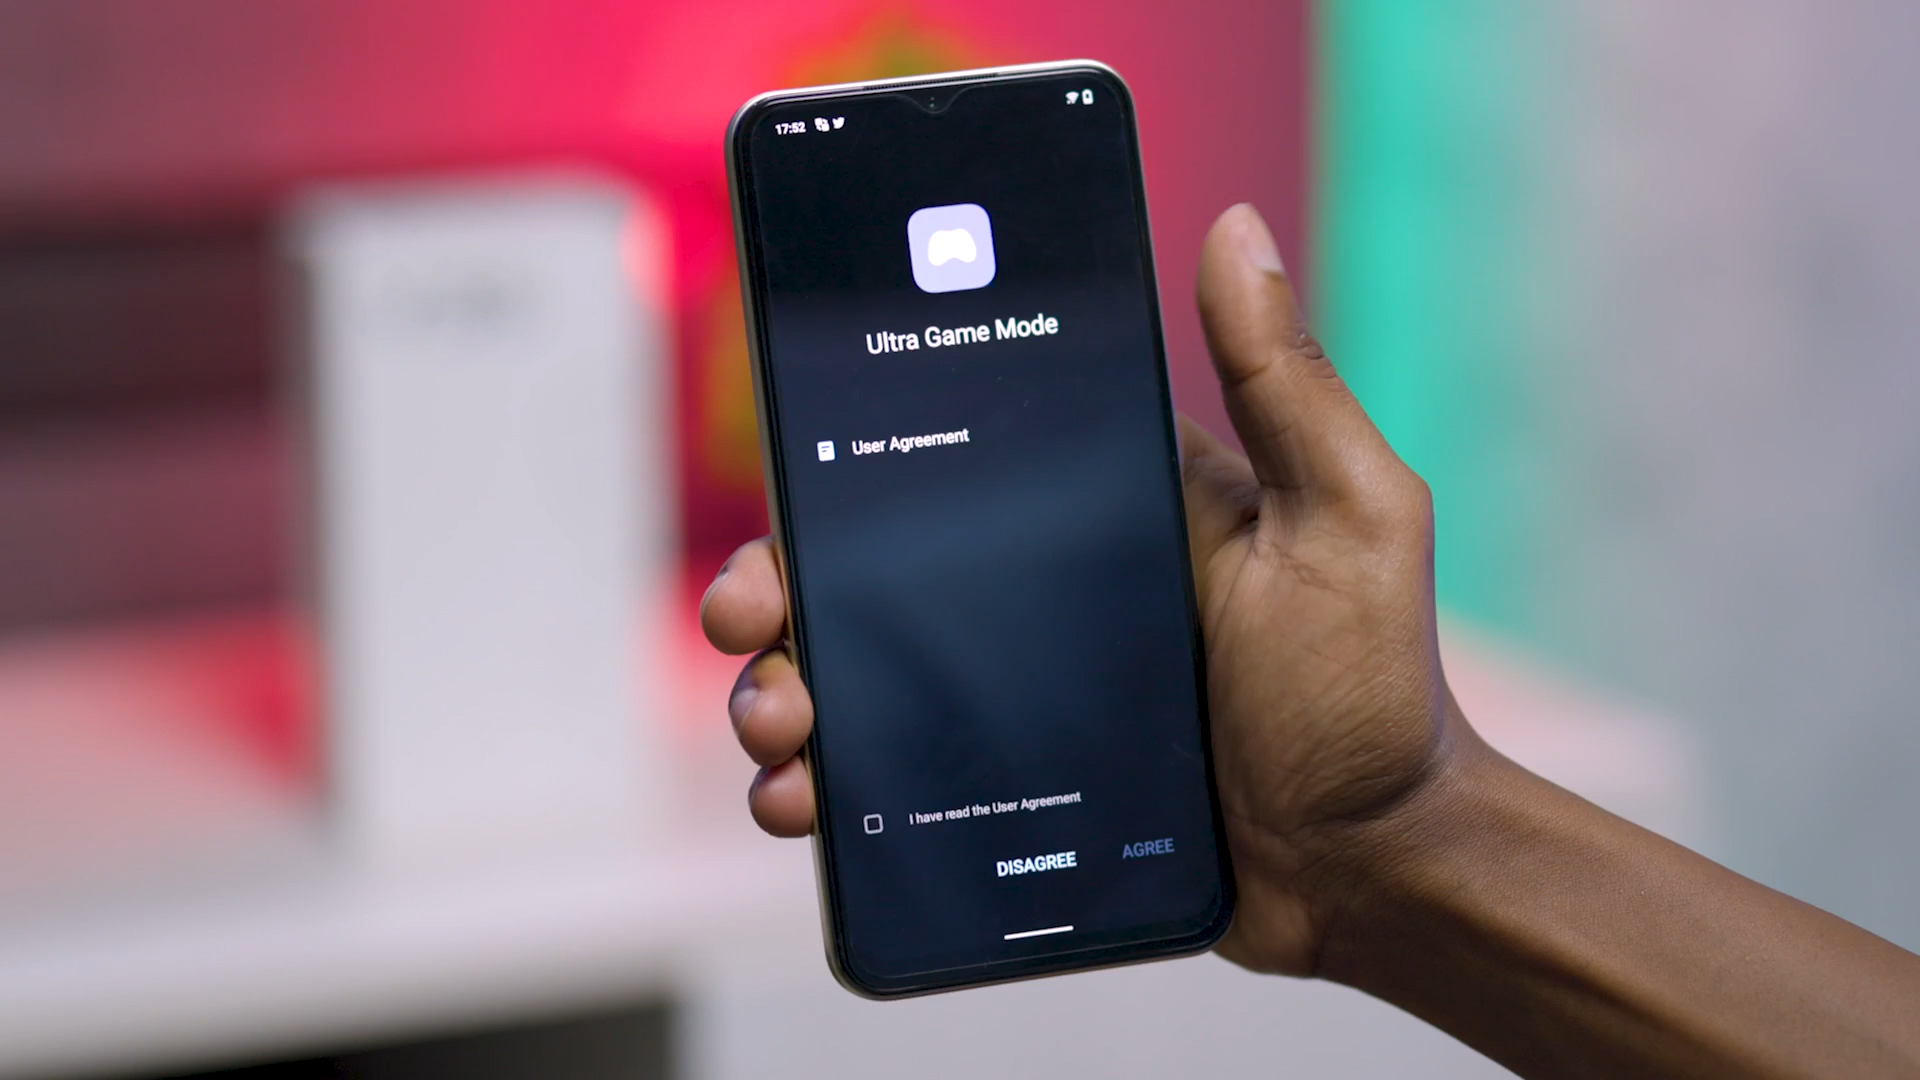 17:52
Ultra Game Mode
User Agreement
I have read the User Agreement
DISAGREE
AGREE